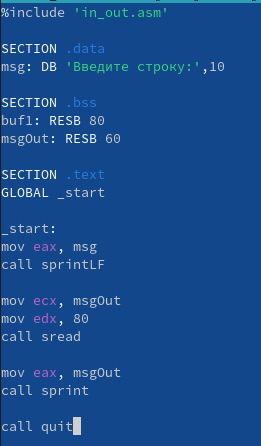 %include 'in_out.asm'
SECTION .data
msg: DB 'Введите строку:',10
SECTION .bss
buf1: RESB 80
msgOut: RESB 60
SECTION .text
GLOBAL _start
_start:
mov eax, msg
call sprintLF
mov ecx, msgOut
mov edx, 80
call sread
mov eax, msgOut
call sprint
call quit